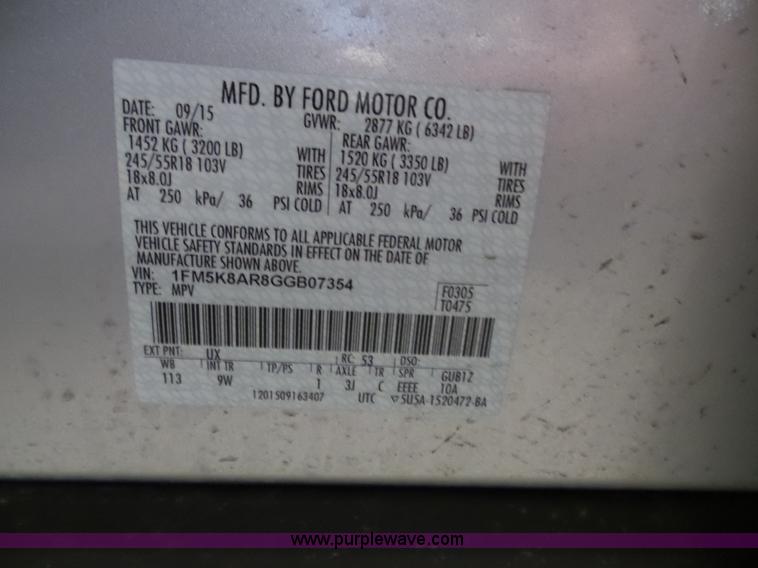 MFD. BY FORD MOTOR CO.
DATE: 09/15 GVWR: 2877 KG ( 6342 LB)
FRONT GAWR: REAR GAWR:
1452 KG ( 3200 LB) WITH 1520 KG ( 3350 LB) WITH
245/55R18 103V TIRES 245/55R18 103V TIRES
18x8.0J RIMS 18x8.0J RIMS
AT 250 kPa/ 36 PSI COLD AT 250 kPa/ 36 PSI COLD
THIS VEHICLE CONFORMS TO ALL APPLICABLE FEDERAL MOTOR
VEHICLE SAFETY STANDARDS IN EFFECT ON THE DATE OF
MANUFACTURE SHOWN ABOVE.
VIN: 1FM5K8AR8GGB07354
TYPE: MPV F0305
T0475
EXT PNT: UX RC: 53 DSO:
WB INT TR TP/PS R AXLE TR SPR GUB12
113 9W 1 3J C EEEE 10A
1201509163407 UTC ▽5U5A-1520472-BA
www.purplewave.com